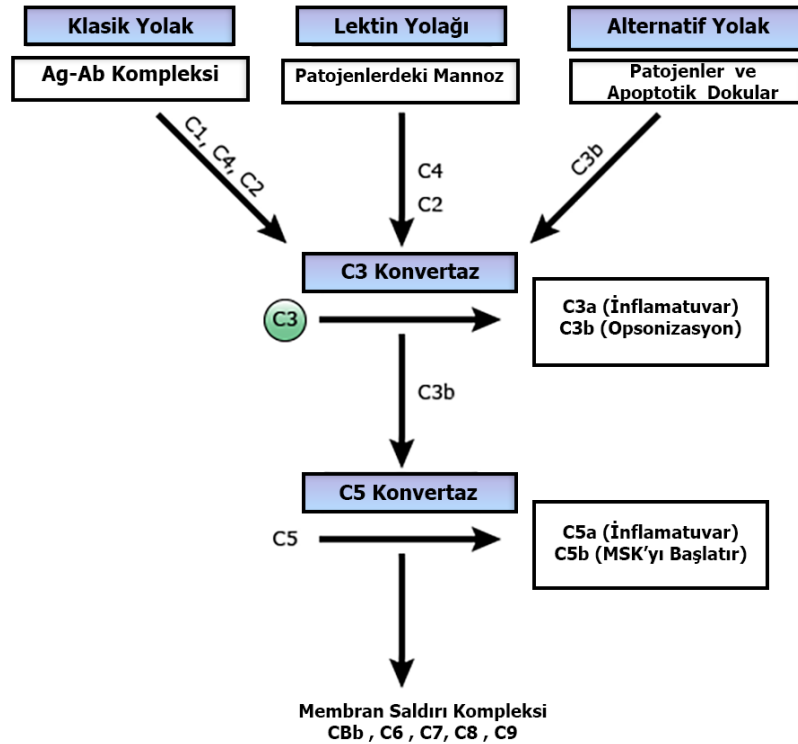 Klasik Yolak
Lektin Yolağı
Alternatif Yolak
Ag-Ab Kompleksi
Patojenlerdeki Mannoz
Patojenler ve
Apoptotik Dokular
C1, C4, C2
C4
C2
C3b
C3 Konvertaz
C3
C3a (İnflamatuvar)
C3b (Opsonizasyon)
C3b
C5 Konvertaz
C5
C5a (İnflamatuvar)
C5b (MSK'yı Başlatır)
Membran Saldırı Kompleksi
CBb , C6 , C7, C8 , C9